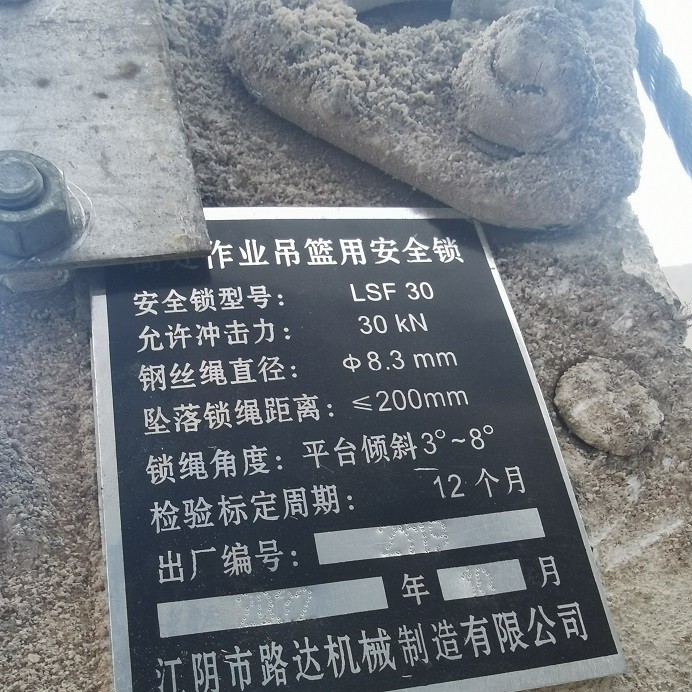 作业吊篮用安全锁
安全锁型号: LSF 30
允许冲击力: 30 kN
钢丝绳直径: Φ8.3 mm
坠落锁绳距离: ≤200mm
锁绳角度: 平台倾斜3°~8°
检验标定周期: 12个月
出厂编号:
年 月
江阴市路达机械制造有限公司